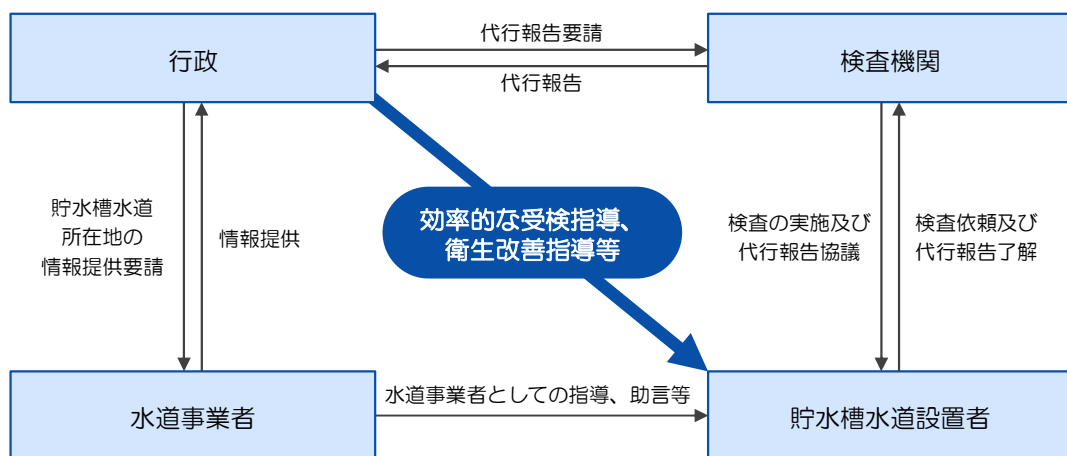 行政
代行報告要請
代行報告
検査機関
貯水槽水道
所在地の
情報提供要請
情報提供
効率的な受検指導、
衛生改善指導等
検査の実施及び
代行報告協議
検査依頼及び
代行報告了解
水道事業者
水道事業者としての指導、助言等
貯水槽水道設置者